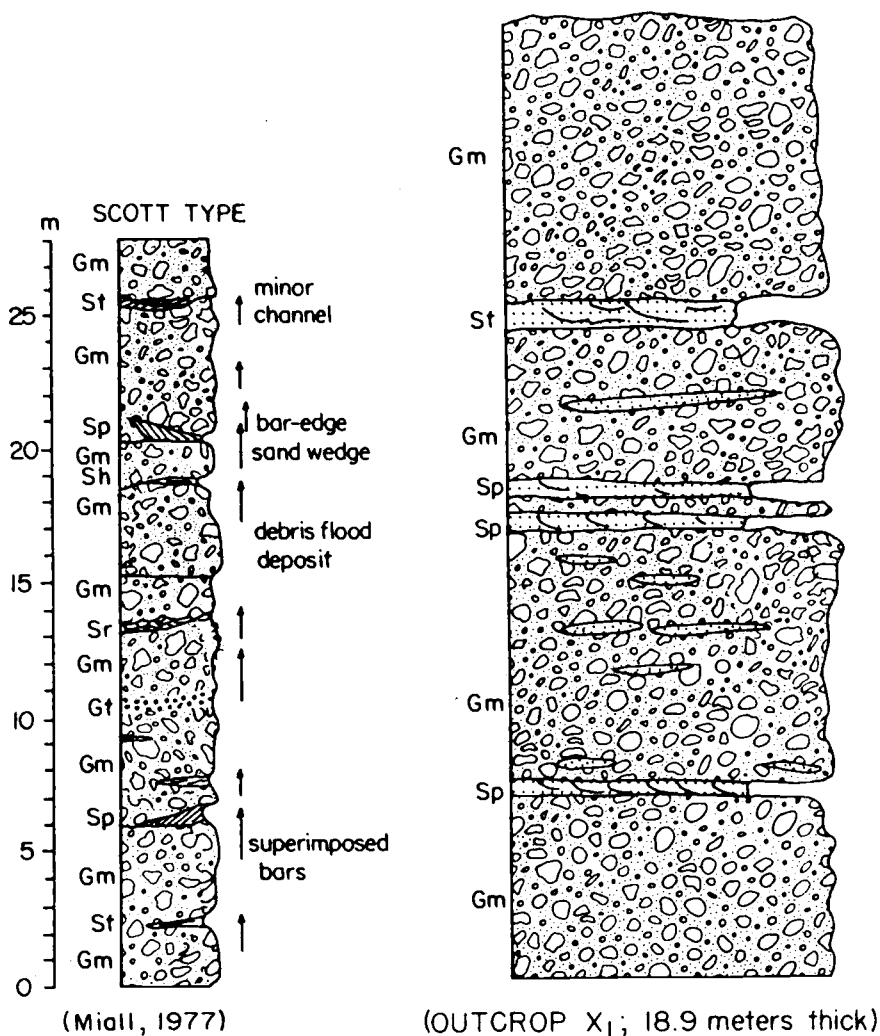 m SCOTT TYPE
Gm
St
minor
channel
25
Gm
Sp
bar-edge
sand wedge
20
Gm
Sh
Gm
debris flood
deposit
15
Gm
Sr
Gm
Gt
10
Gm
Sp
superimposed
bars
5
Gm
St
Gm
0
(Miall, 1977)
Gm
St
Gm
Sp
Sp
Gm
Sp
Gm
(OUTCROP X1; 18.9 meters thick)